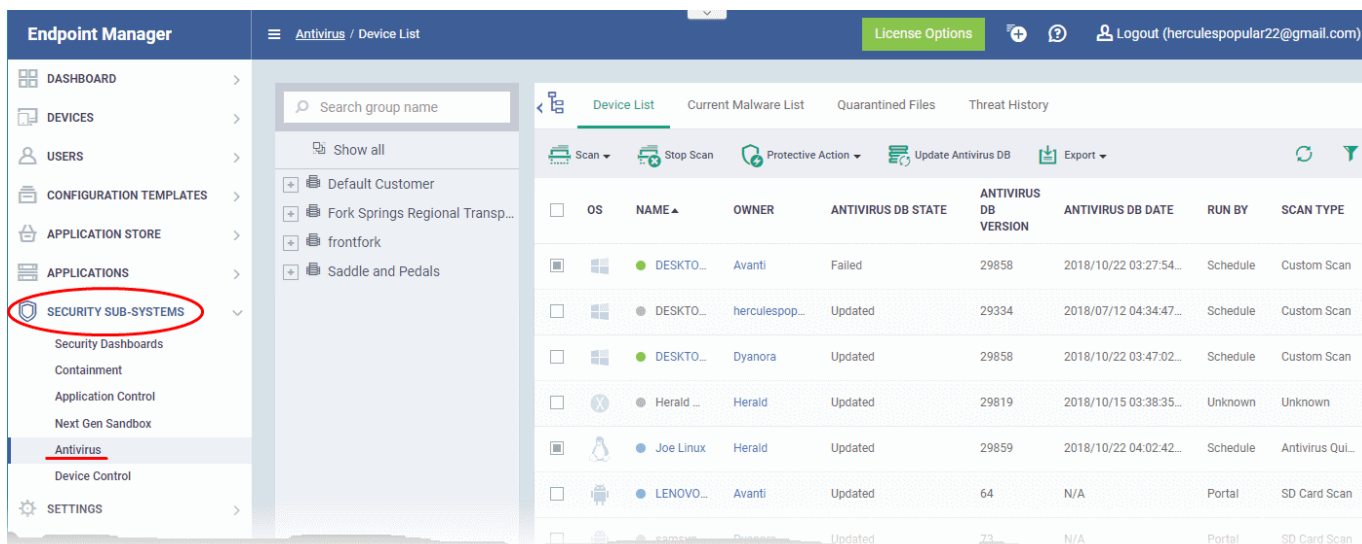 Endpoint Manager
Antivirus / Device List
License Options
Logout (herculespopular22@gmail.com)
DASHBOARD
DEVICES
USERS
CONFIGURATION TEMPLATES
APPLICATION STORE
APPLICATIONS
SECURITY SUB-SYSTEMS
Security Dashboards
Containment
Application Control
Next Gen Sandbox
Antivirus
Device Control
SETTINGS
Search group name
Show all
Default Customer
Fork Springs Regional Transp...
frontfork
Saddle and Pedals
Device List Current Malware List Quarantined Files Threat History
Scan Stop Scan Protective Action Update Antivirus DB Export
OS NAME OWNER ANTIVIRUS DB STATE ANTIVIRUS DB VERSION ANTIVIRUS DB DATE RUN BY SCAN TYPE
DESKTO... Avanti Failed 29858 2018/10/22 03:27:54... Schedule Custom Scan
DESKTO... herculespop... Updated 29334 2018/07/12 04:34:47... Schedule Custom Scan
DESKTO... Dyanora Updated 29858 2018/10/22 03:47:02... Schedule Custom Scan
Herald ... Herald Updated 29819 2018/10/15 03:38:35... Unknown Unknown
Joe Linux Herald Updated 29859 2018/10/22 04:02:42... Schedule Antivirus Qui...
LENOVO... Avanti Updated 64 N/A Portal SD Card Scan
Updated 73 N/A Portal SD Card Scan